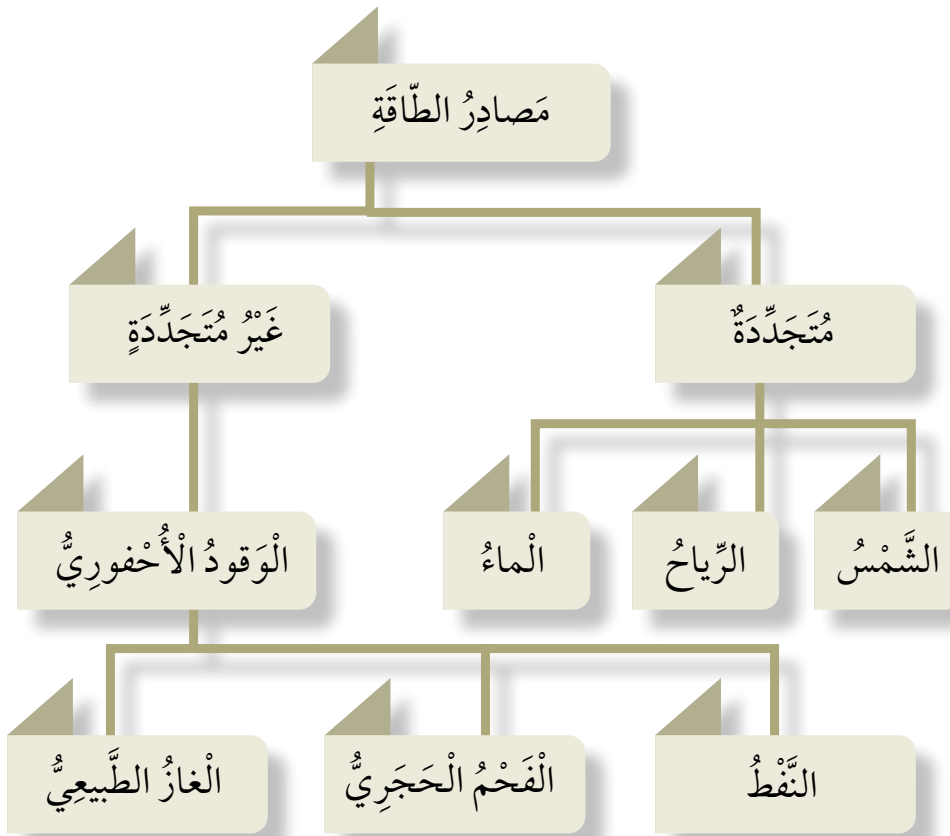 مَصادِرُ الطّاقَةِ
مُتَجَدِّدَةٌ
غَيْرُ مُتَجَدِّدَةٍ
الشَّمْسُ
الرِّياحُ
الْماءُ
الْوَقودُ الْأُحْفورِيُّ
النَّفْطُ
الْفَحْمُ الْحَجَرِيُّ
الْغازُ الطَّبيعِيُّ